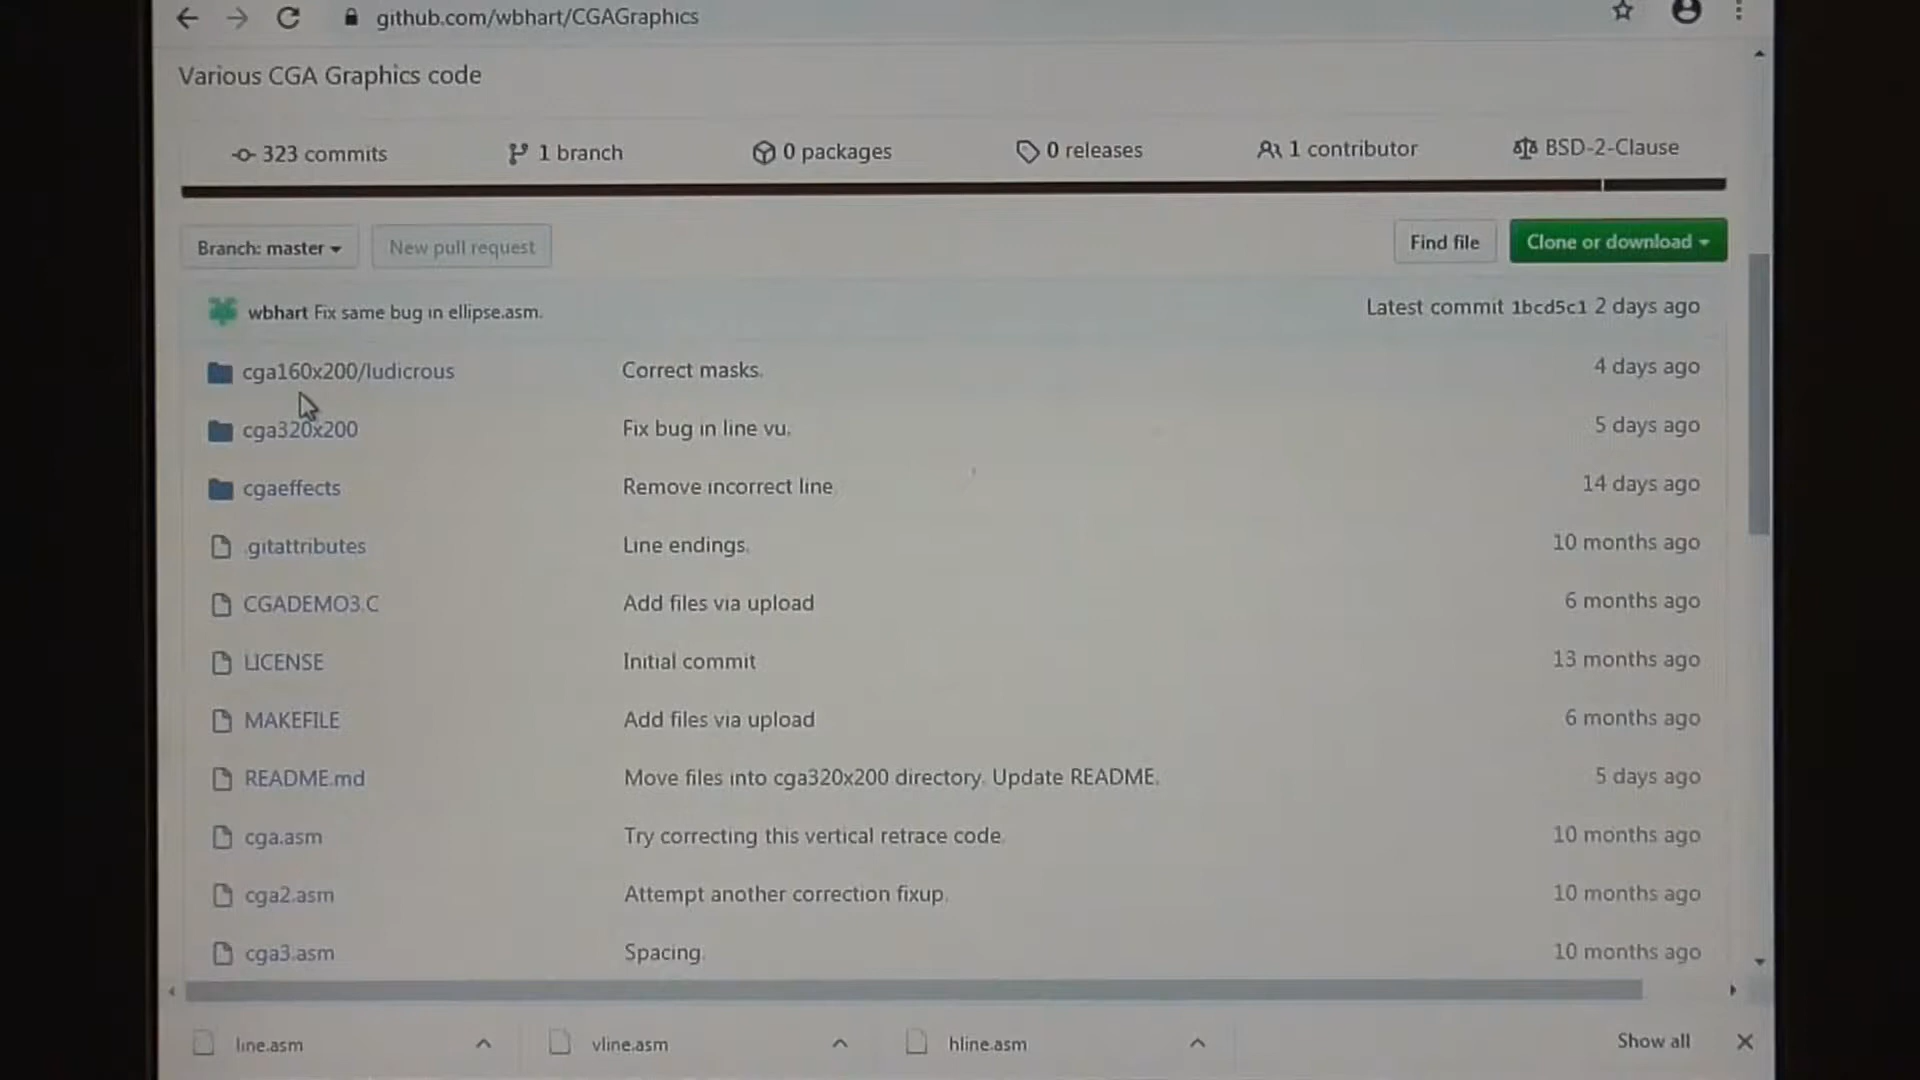 github.com/wbhart/CGAGraphics
Various CGA Graphics code
323 commits 1 branch 0 packages 0 releases 1 contributor BSD-2-Clause
Branch: master New pull request Find file Clone or download
wbhart Fix same bug in ellipse.asm. Latest commit 1bcd5c1 2 days ago
cga160x200/ludicrous Correct masks. 4 days ago
cga320x200 Fix bug in line vu. 5 days ago
cgaeffects Remove incorrect line 14 days ago
.gitattributes Line endings. 10 months ago
CGADEMO3.C Add files via upload 6 months ago
LICENSE Initial commit 13 months ago
MAKEFILE Add files via upload 6 months ago
README.md Move files into cga320x200 directory. Update README. 5 days ago
cga.asm Try correcting this vertical retrace code. 10 months ago
cga2.asm Attempt another correction fixup. 10 months ago
cga3.asm Spacing. 10 months ago
line.asm vline.asm hline.asm Show all